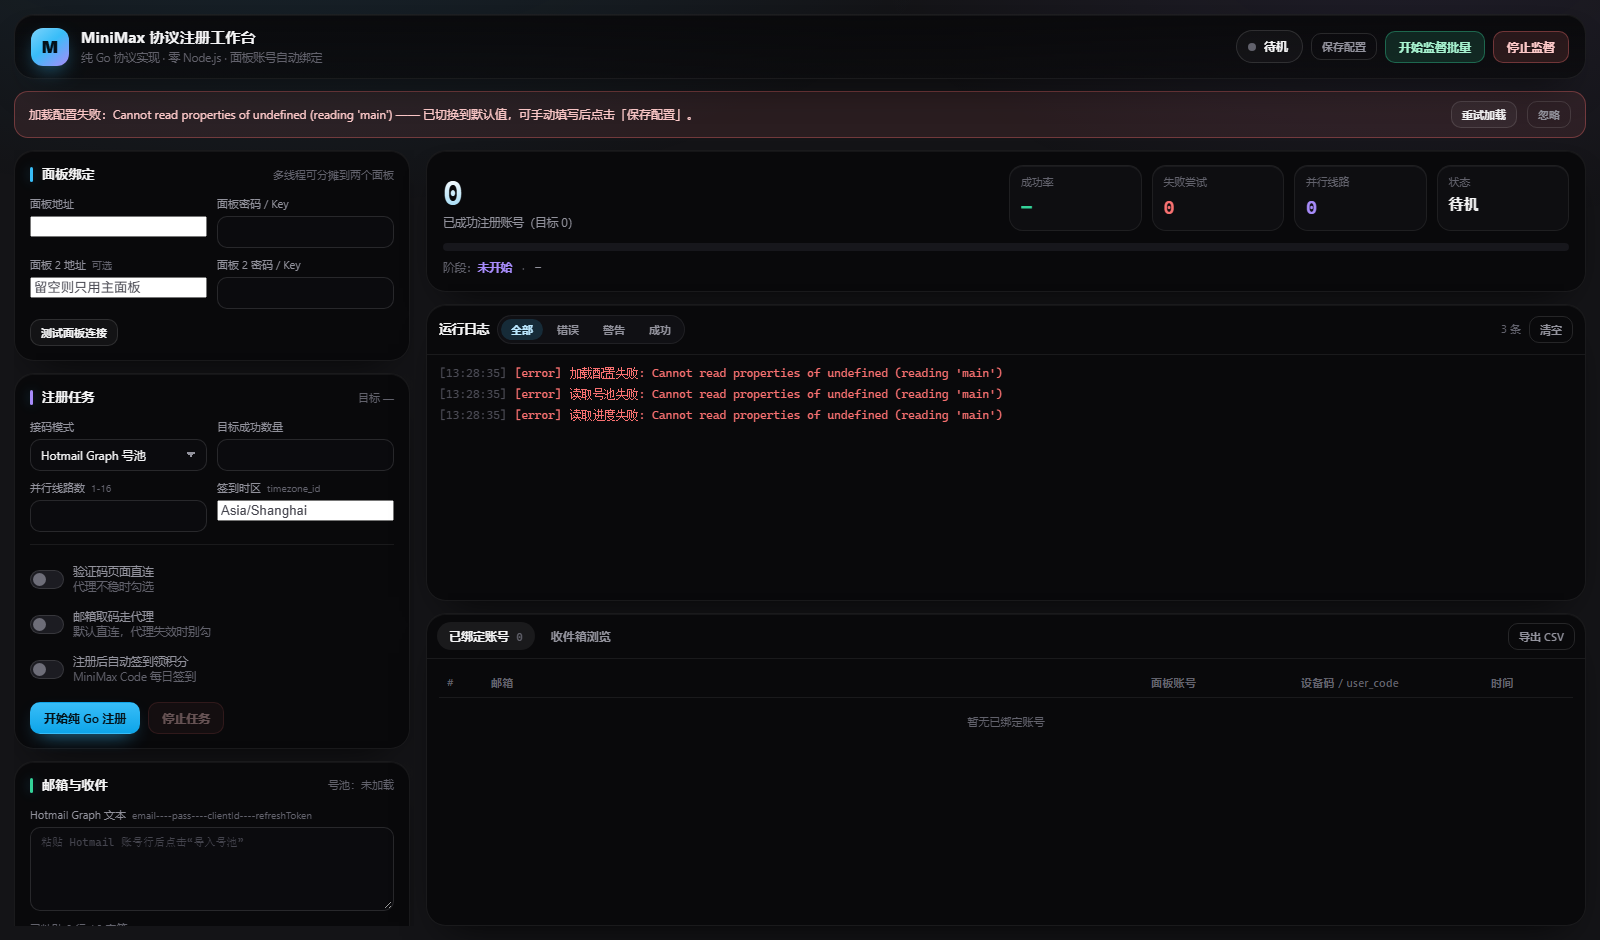 M
MiniMax 协议注册工作台
纯 Go 协议实现 · 零 Node.js · 面板账号自动绑定
待机
保存配置
开始监督批量
停止监督
加载配置失败：Cannot read properties of undefined (reading 'main') —— 已切换到默认值，可手动填写后点击「保存配置」。
重试加载
忽略
面板绑定
多线程可分摊到两个面板
面板地址
面板密码 / Key
面板 2 地址 可选
面板 2 密码 / Key
留空则只用主面板
测试面板连接
注册任务
目标 —
接码模式
目标成功数量
Hotmail Graph 号池
并行线路数 1-16
签到时区 timezone_id
Asia/Shanghai
验证码页面直连
代理不稳时勾选
邮箱取码走代理
默认直连，代理失效时别勾
注册后自动签到领积分
MiniMax Code 每日签到
开始纯 Go 注册
停止任务
邮箱与收件
号池：未加载
Hotmail Graph 文本 email----pass----clientId----refreshToken
粘贴 Hotmail 账号行后点击“导入号池”
0
已成功注册账号（目标 0）
成功率
—
失败尝试
0
并行线路
0
状态
待机
阶段：未开始 · —
运行日志
全部
错误
警告
成功
3 条
清空
[13:28:35] [error] 加载配置失败: Cannot read properties of undefined (reading 'main')
[13:28:35] [error] 读取号池失败: Cannot read properties of undefined (reading 'main')
[13:28:35] [error] 读取进度失败: Cannot read properties of undefined (reading 'main')
已绑定账号 0
收件箱浏览
导出 CSV
# 邮箱 面板账号 设备码 / user_code 时间
暂无已绑定账号